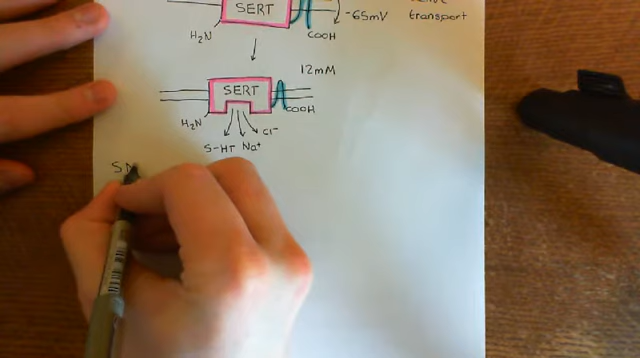 SERT
-65mV
transport
H₂N
COOH
12mM
SERT
COOH
H₂N
Cl⁻
5-HT Na⁺